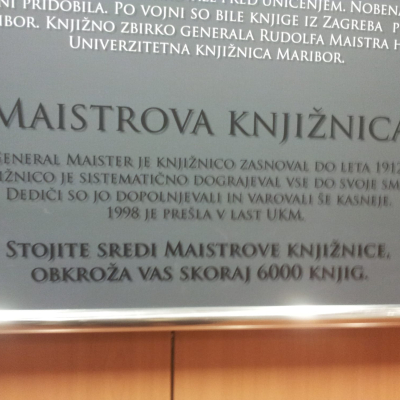 PRED UNIČENJEM. NOBENA
NI PRIDOBILA. PO VOJNI SO BILE KNJIGE IZ ZAGREBA
IBOR. KNJIŽNO ZBIRKO GENERALA RUDOLFA MAISTRA H
UNIVERZITETNA KNJIŽNICA MARIBOR.
MAISTROVA KNJIŽNICA
GENERAL MAISTER JE KNJIŽNICO ZASNOVAL DO LETA 1912
IŽNICO JE SISTEMATIČNO DOGRAJEVAL VSE DO SVOJE SM
DEDIČI SO JO DOPOLNJEVALI IN VAROVALI ŠE KASNEJE.
1998 JE PREŠLA V LAST UKM.
STOJITE SREDI MAISTROVE KNJIŽNICE,
OBKROŽA VAS SKORAJ 6000 KNJIG.